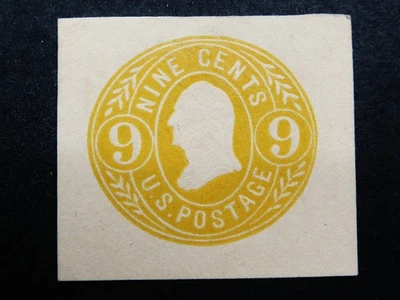 NINE CENTS
9 9
U.S. POSTAGE